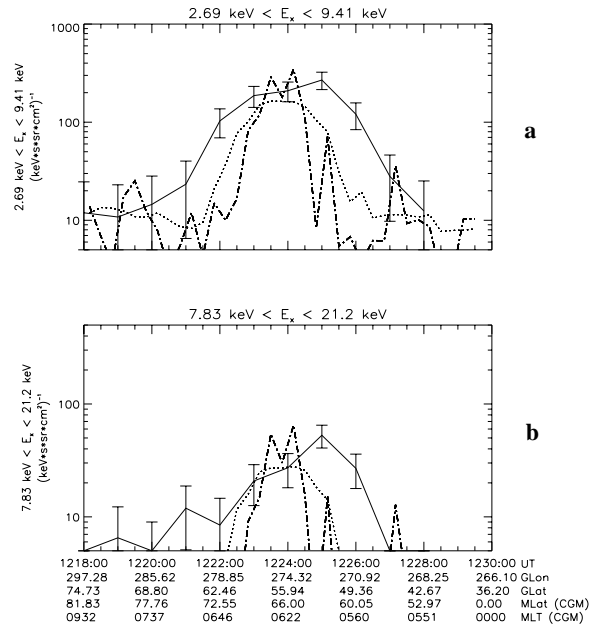 2.69 keV < Ex < 9.41 keV
1000
100
10
2.69 keV < Ex < 9.41 keV
(keV*s*sr*cm²)⁻¹
a
7.83 keV < Ex < 21.2 keV
100
10
7.83 keV < Ex < 21.2 keV
(keV*s*sr*cm²)⁻¹
b
1218:00 1220:00 1222:00 1224:00 1226:00 1228:00 1230:00 UT
297.28 285.62 278.85 274.32 270.92 268.25 266.10 GLon
74.73 68.80 62.46 55.94 49.36 42.67 36.20 GLat
81.83 77.76 72.55 66.00 60.05 52.97 0.00 MLat (CGM)
0932 0737 0646 0622 0560 0551 0000 MLT (CGM)